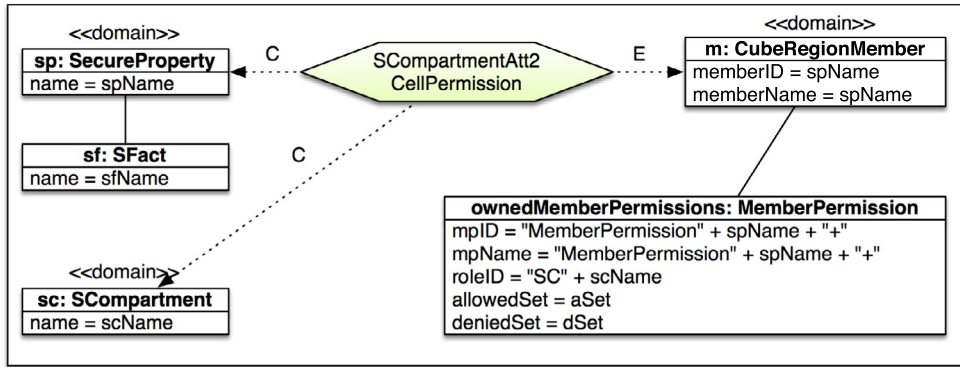 <<domain>>
sp: SecureProperty
name = spName
sf: SFact
name = sfName
<<domain>>
sc: SCompartment
name = scName
C
C
SCompartmentAtt2
CellPermission
E
<<domain>>
m: CubeRegionMember
memberID = spName
memberName = spName
ownedMemberPermissions: MemberPermission
mpID = "MemberPermission" + spName + "+"
mpName = "MemberPermission" + spName + "+"
roleID = "SC" + scName
allowedSet = aSet
deniedSet = dSet